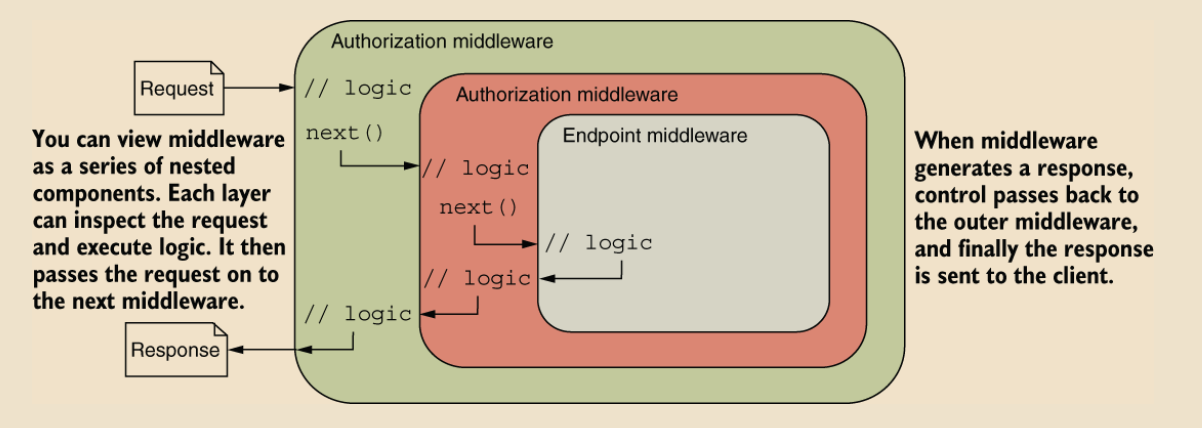 Authorization middleware
Request
// logic
Authorization middleware
You can view middleware
as a series of nested
components. Each layer
can inspect the request
and execute logic. It then
passes the request on to
the next middleware.
next()
// logic
Endpoint middleware
next()
// logic
// logic
// logic
Response
When middleware
generates a response,
control passes back to
the outer middleware,
and finally the response
is sent to the client.